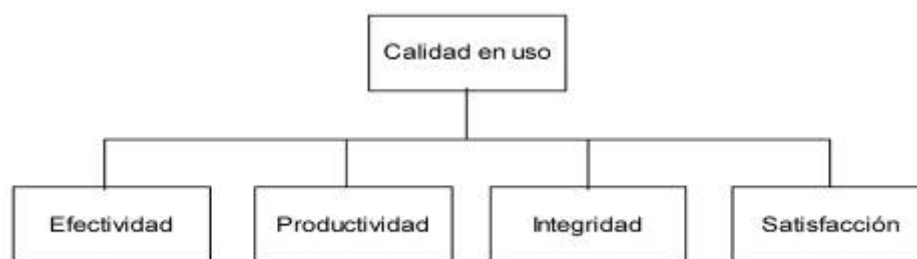 Calidad en uso
Efectividad
Productividad
Integridad
Satisfacción